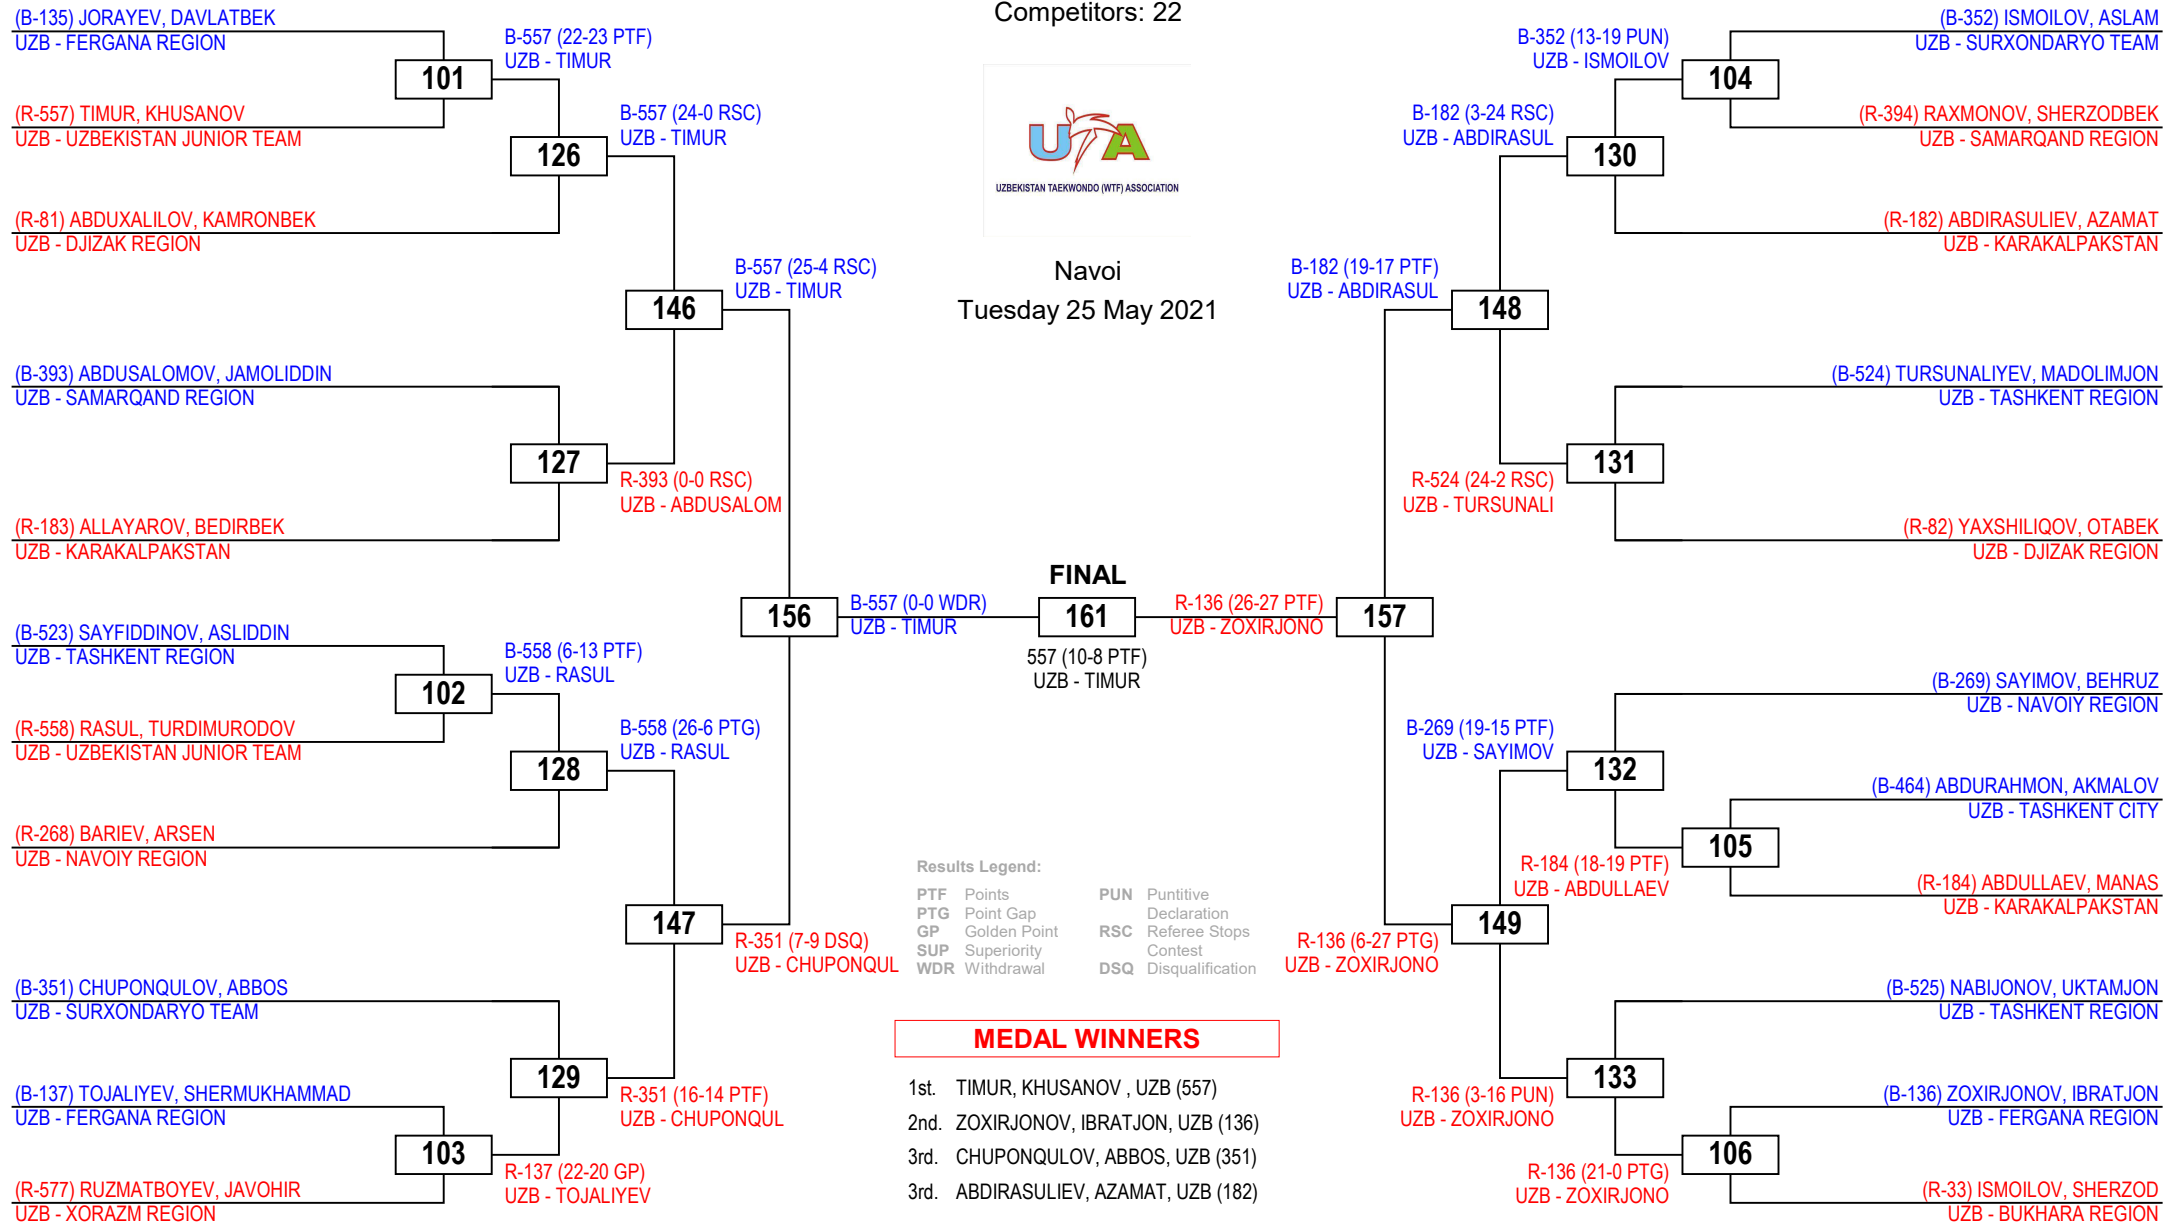 Competitors: 22
UTA
UZBEKISTAN TAEKWONDO (WTF) ASSOCIATION
Navoi
Tuesday 25 May 2021
(B-135) JORAYEV, DAVLATBEK
UZB - FERGANA REGION
101
B-557 (22-23 PTF)
UZB - TIMUR
(R-557) TIMUR, KHUSANOV
UZB - UZBEKISTAN JUNIOR TEAM
126
B-557 (24-0 RSC)
UZB - TIMUR
(R-81) ABDUXALILOV, KAMRONBEK
UZB - DJIZAK REGION
146
B-557 (25-4 RSC)
UZB - TIMUR
(B-393) ABDUSALOMOV, JAMOLIDDIN
UZB - SAMARQAND REGION
127
R-393 (0-0 RSC)
UZB - ABDUSALOM
(R-183) ALLAYAROV, BEDIRBEK
UZB - KARAKALPAKSTAN
156
B-557 (0-0 WDR)
UZB - TIMUR
(B-523) SAYFIDDINOV, ASLIDDIN
UZB - TASHKENT REGION
102
B-558 (6-13 PTF)
UZB - RASUL
(R-558) RASUL, TURDIMURODOV
UZB - UZBEKISTAN JUNIOR TEAM
128
B-558 (26-6 PTG)
UZB - RASUL
(R-268) BARIEV, ARSEN
UZB - NAVOIY REGION
147
R-351 (7-9 DSQ)
UZB - CHUPONQUL
(B-351) CHUPONQULOV, ABBOS
UZB - SURXONDARYO TEAM
129
R-351 (16-14 PTF)
UZB - CHUPONQUL
(B-137) TOJALIYEV, SHERMUKHAMMAD
UZB - FERGANA REGION
103
R-137 (22-20 GP)
UZB - TOJALIYEV
(R-577) RUZMATBOYEV, JAVOHIR
UZB - XORAZM REGION
FINAL
161
557 (10-8 PTF)
UZB - TIMUR
(B-352) ISMOILOV, ASLAM
UZB - SURXONDARYO TEAM
B-352 (13-19 PUN)
UZB - ISMOILOV
104
(R-394) RAXMONOV, SHERZODBEK
UZB - SAMARQAND REGION
B-182 (3-24 RSC)
UZB - ABDIRASUL
130
(R-182) ABDIRASULIEV, AZAMAT
UZB - KARAKALPAKSTAN
B-182 (19-17 PTF)
UZB - ABDIRASUL
148
(B-524) TURSUNALIYEV, MADOLIMJON
UZB - TASHKENT REGION
131
R-524 (24-2 RSC)
UZB - TURSUNALI
(R-82) YAXSHILIQOV, OTABEK
UZB - DJIZAK REGION
R-136 (26-27 PTF)
UZB - ZOXIRJONO
157
(B-269) SAYIMOV, BEHRUZ
UZB - NAVOIY REGION
B-269 (19-15 PTF)
UZB - SAYIMOV
132
(B-464) ABDURAHMON, AKMALOV
UZB - TASHKENT CITY
105
R-184 (18-19 PTF)
UZB - ABDULLAEV
(R-184) ABDULLAEV, MANAS
UZB - KARAKALPAKSTAN
149
R-136 (6-27 PTG)
UZB - ZOXIRJONO
(B-525) NABIJONOV, UKTAMJON
UZB - TASHKENT REGION
133
R-136 (3-16 PUN)
UZB - ZOXIRJONO
(B-136) ZOXIRJONOV, IBRATJON
UZB - FERGANA REGION
106
R-136 (21-0 PTG)
UZB - ZOXIRJONO
(R-33) ISMOILOV, SHERZOD
UZB - BUKHARA REGION
Results Legend:
PTF Points
PTG Point Gap
GP Golden Point
SUP Superiority
WDR Withdrawal
PUN Puntitive
Declaration
RSC Referee Stops
Contest
DSQ Disqualification
MEDAL WINNERS
1st. TIMUR, KHUSANOV , UZB (557)
2nd. ZOXIRJONOV, IBRATJON, UZB (136)
3rd. CHUPONQULOV, ABBOS, UZB (351)
3rd. ABDIRASULIEV, AZAMAT, UZB (182)